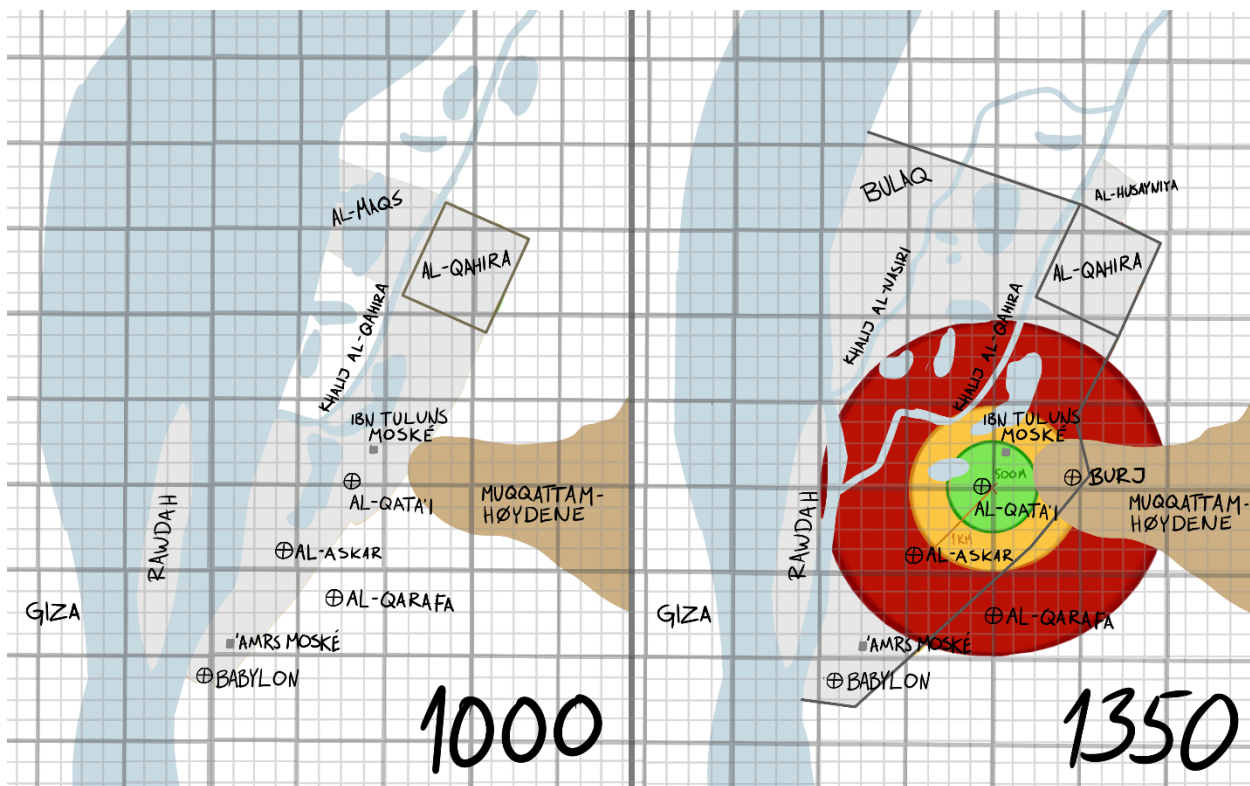 AL-MAQS
AL-QAHIRA
KHALIJ AL-QAHIRA
IBN TULUNS
MOSKÉ
AL-QATA'I
MUQQATTAM-
HØYDENE
RAWDAH
AL-ASKAR
AL-QARAFA
GIZA
'AMRS MOSKÉ
BABYLON
1000
BULAQ
AL-HUSAYNIYA
AL-QAHIRA
KHALIJ AL-NASIRI
KHALIJ AL-QAHIRA
IBN TULUNS
MOSKÉ
500M
BURJ
AL-QATA'I
MUQQATTAM-
HØYDENE
RAWDAH
1KM
AL-ASKAR
AL-QARAFA
GIZA
'AMRS MOSKÉ
BABYLON
1350